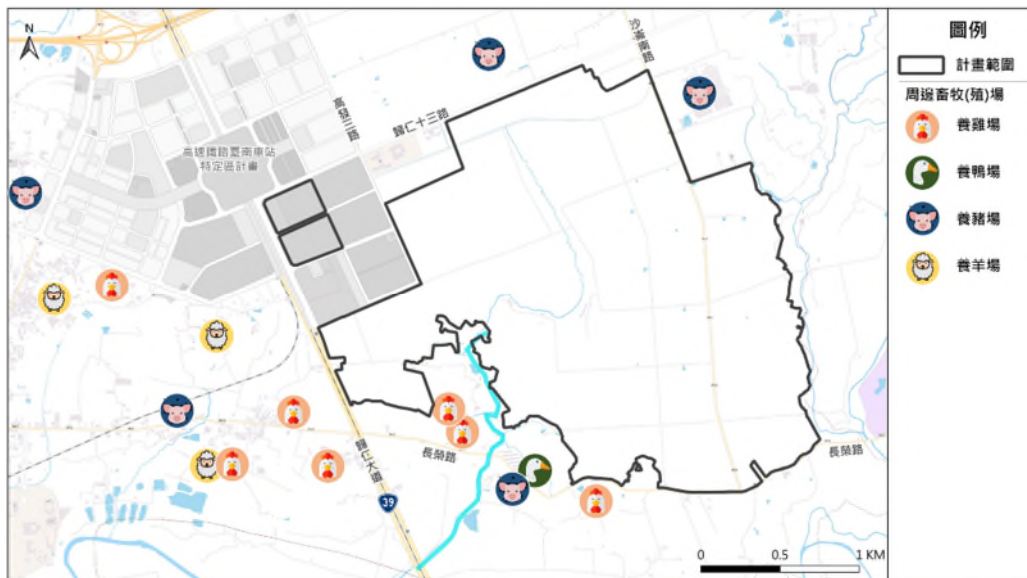 N
沙崙南路
高發三路
歸仁十三路
高速鐵路臺南車站
特定區計畫
長榮路
長榮路
歸仁大道
39
0 0.5 1 KM
圖例
計畫範圍
周邊畜牧(殖)場
養雞場
養鴨場
養豬場
養羊場